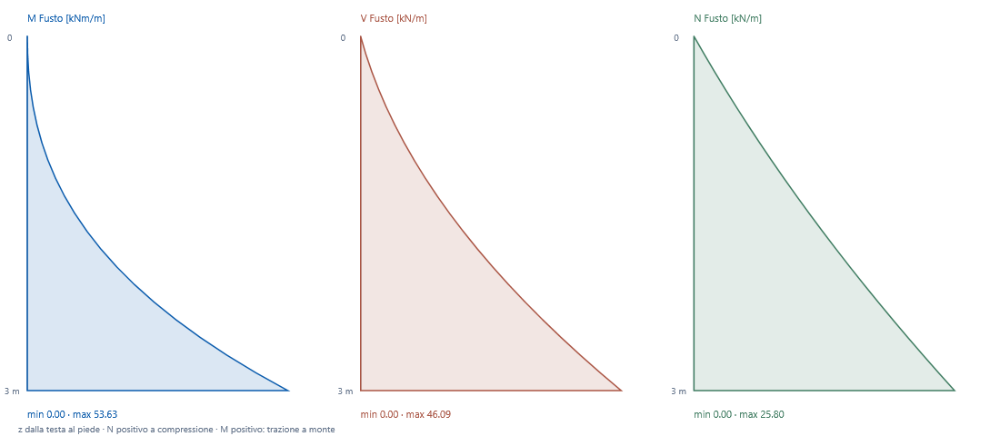 M Fusto [kNm/m]
V Fusto [kN/m]
N Fusto [kN/m]
0
0
0
3 m
3 m
3 m
min 0.00 · max 53.63
min 0.00 · max 46.09
min 0.00 · max 25.80
z dalla testa al piede · N positivo a compressione · M positivo: trazione a monte